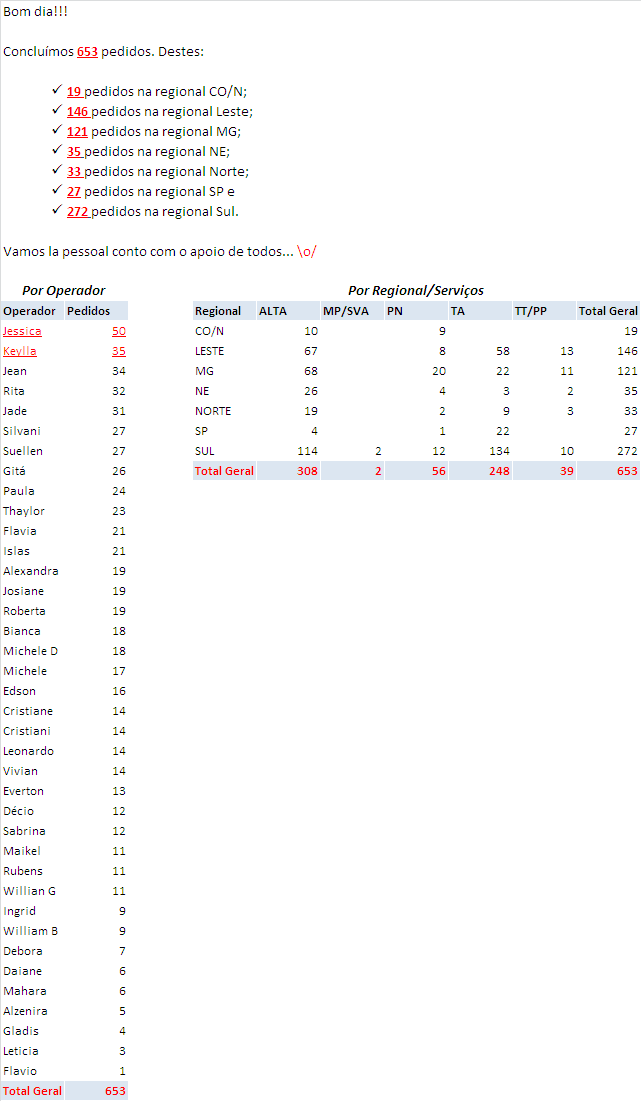 Bom dia!!!
Concluímos 653 pedidos. Destes:
✓ 19 pedidos na regional CO/N;
✓ 146 pedidos na regional Leste;
✓ 121 pedidos na regional MG;
✓ 35 pedidos na regional NE;
✓ 33 pedidos na regional Norte;
✓ 27 pedidos na regional SP e
✓ 272 pedidos na regional Sul.
Vamos la pessoal conto com o apoio de todos... \o/
Por Operador
Operador Pedidos
Jessica 50
Keylla 35
Jean 34
Rita 32
Jade 31
Silvani 27
Suellen 27
Gitá 26
Paula 24
Thaylor 23
Flavia 21
Islas 21
Alexandra 19
Josiane 19
Roberta 19
Bianca 18
Michele D 18
Michele 17
Edson 16
Cristiane 14
Cristiani 14
Leonardo 14
Vivian 14
Everton 13
Décio 12
Sabrina 12
Maikel 11
Rubens 11
Willian G 11
Ingrid 9
William B 9
Debora 7
Daiane 6
Mahara 6
Alzenira 5
Gladis 4
Leticia 3
Flavio 1
Total Geral 653
Por Regional/Serviços
Regional ALTA MP/SVA PN TA TT/PP Total Geral
CO/N 10 9 19
LESTE 67 8 58 13 146
MG 68 20 22 11 121
NE 26 4 3 2 35
NORTE 19 2 9 3 33
SP 4 1 22 27
SUL 114 2 12 134 10 272
Total Geral 308 2 56 248 39 653